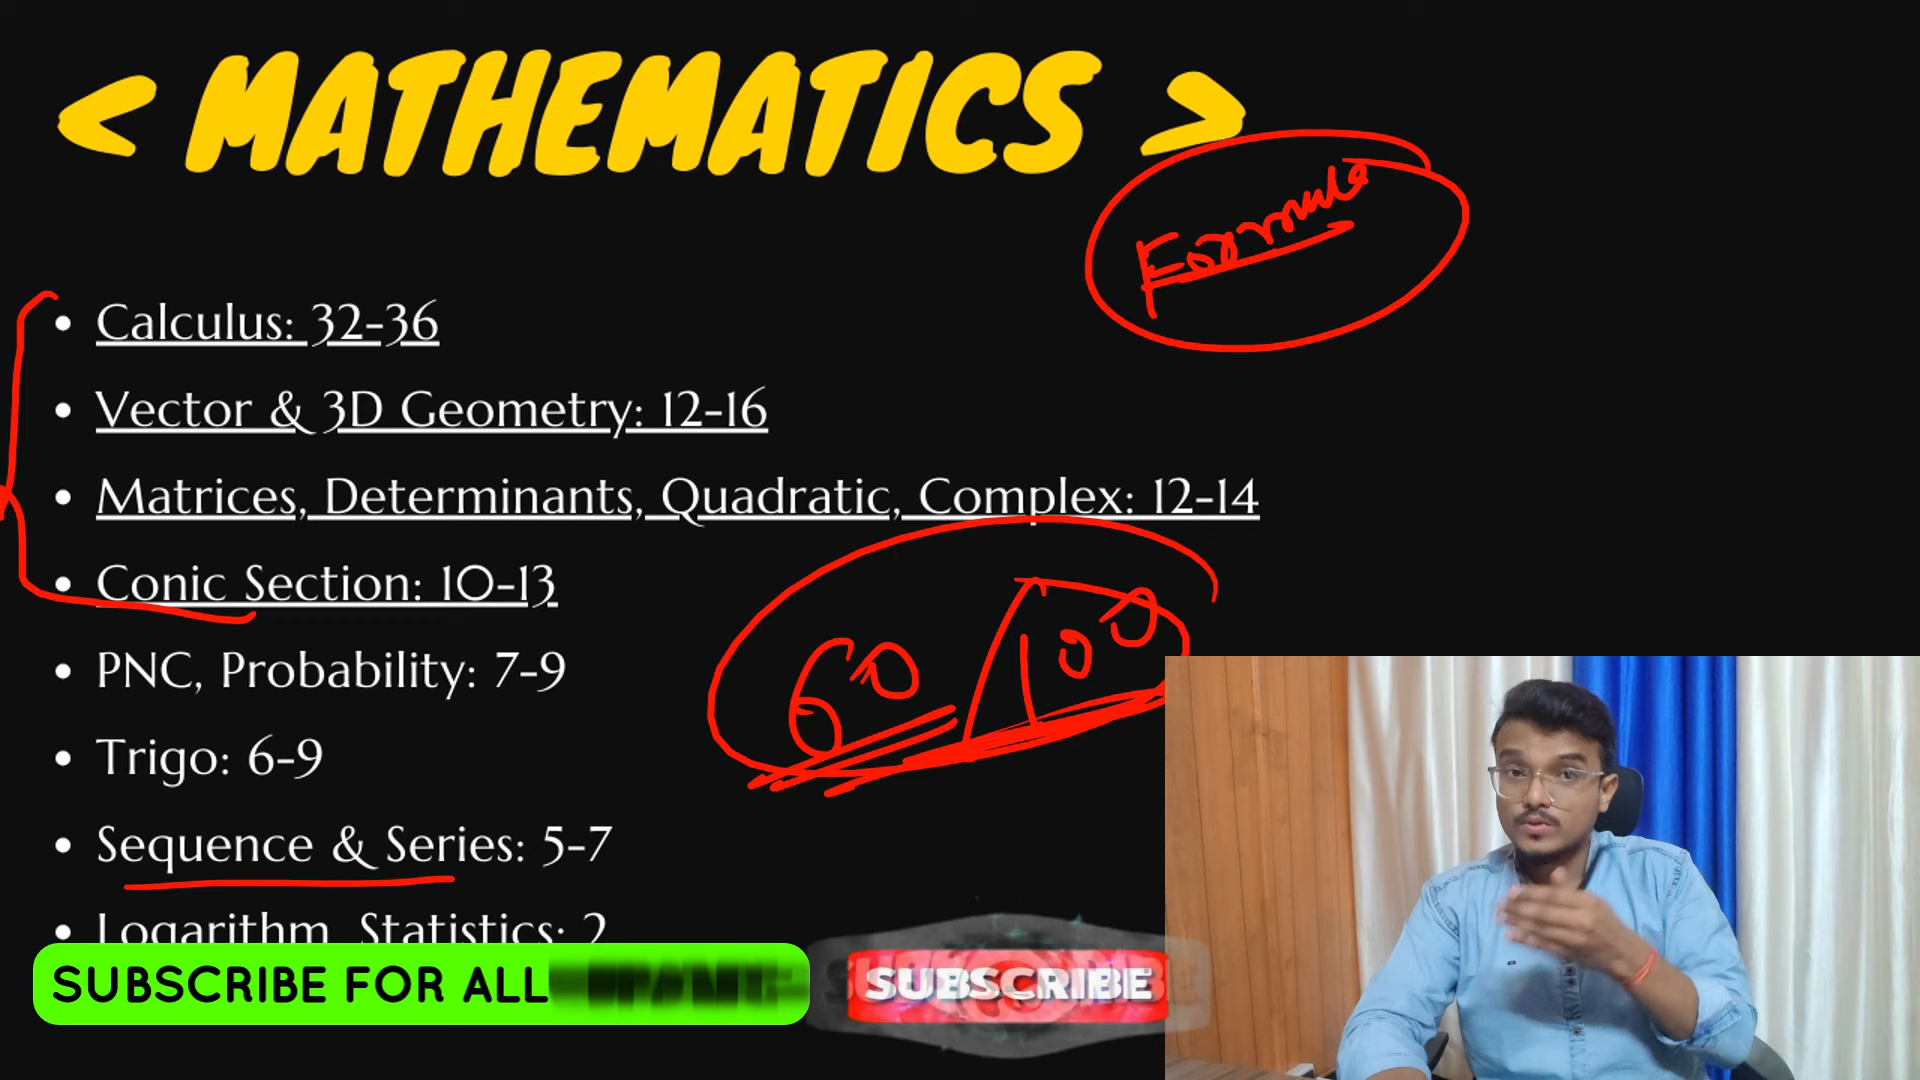 < MATHEMATICS >
Formula
• Calculus: 32-36
• Vector & 3D Geometry: 12-16
• Matrices, Determinants, Quadratic, Complex: 12-14
• Conic Section: 10-13
60/100
• PNC, Probability: 7-9
• Trigo: 6-9
• Sequence & Series: 5-7
• Logarithm, Statistics: 2
SUBSCRIBE FOR ALL
SUBSCRIBE